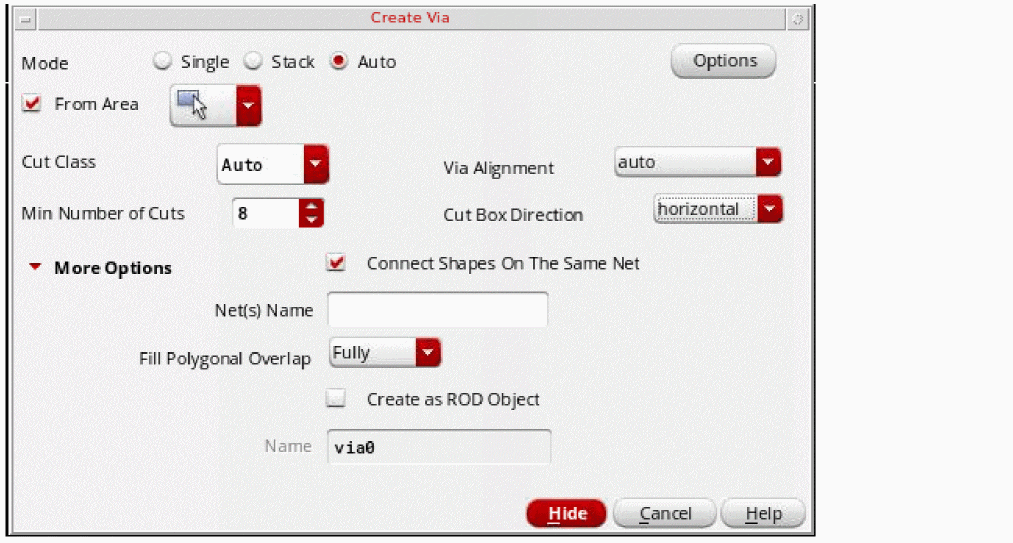 Create Via
Mode Single Stack Auto Options
From Area
Cut Class Auto Via Alignment auto
Min Number of Cuts 8 Cut Box Direction horizontal
More Options Connect Shapes On The Same Net
Net(s) Name
Fill Polygonal Overlap Fully
Create as ROD Object
Name via0
Hide Cancel Help